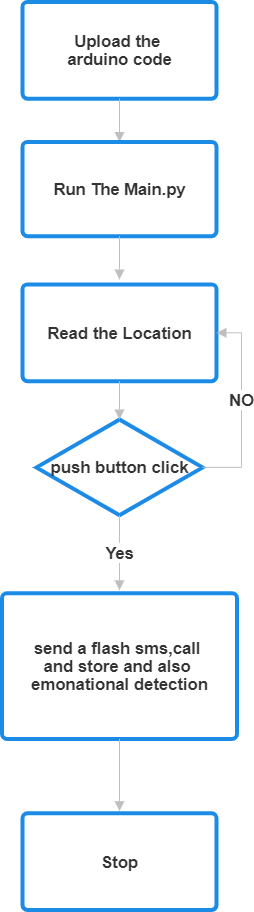 Upload the
arduino code
Run The Main.py
Read the Location
NO
push button click
Yes
send a flash sms,call
and store and also
emonational detection
Stop